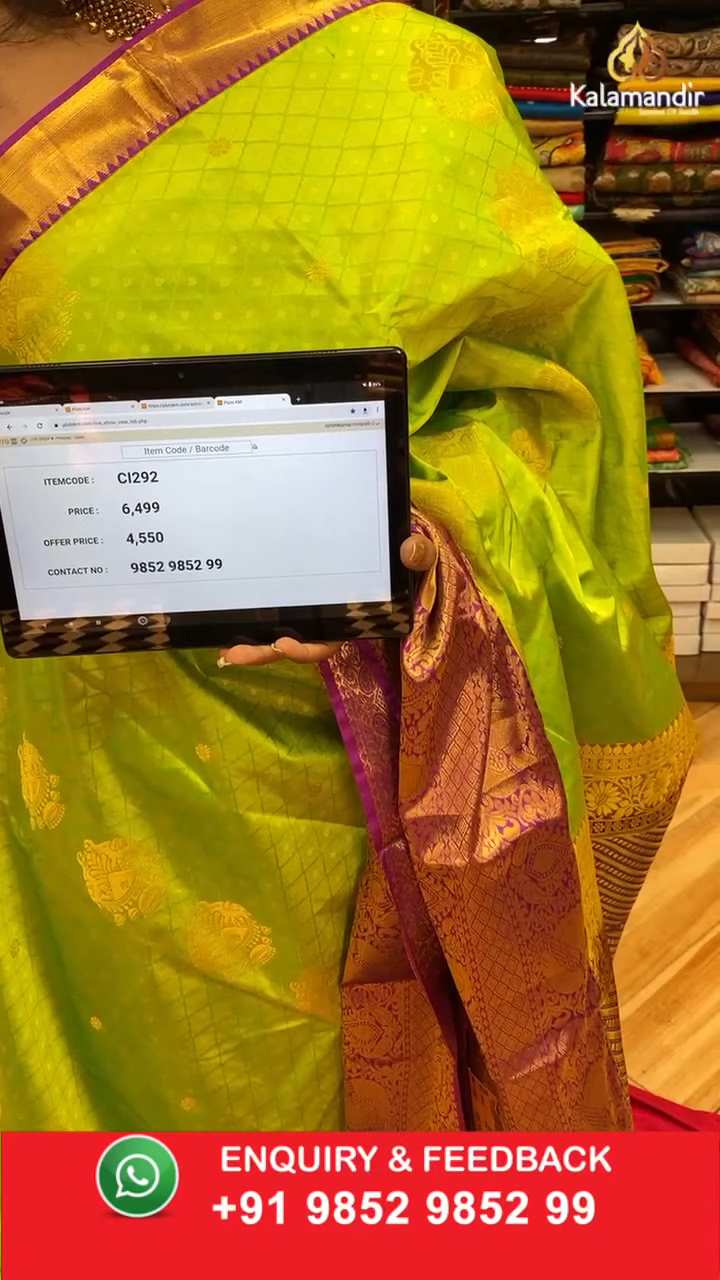 Kalamandir
Item Code / Barcode
ITEMCODE : CI292
PRICE : 6,499
OFFER PRICE : 4,550
CONTACT NO : 9852 9852 99
ENQUIRY & FEEDBACK
+91 9852 9852 99